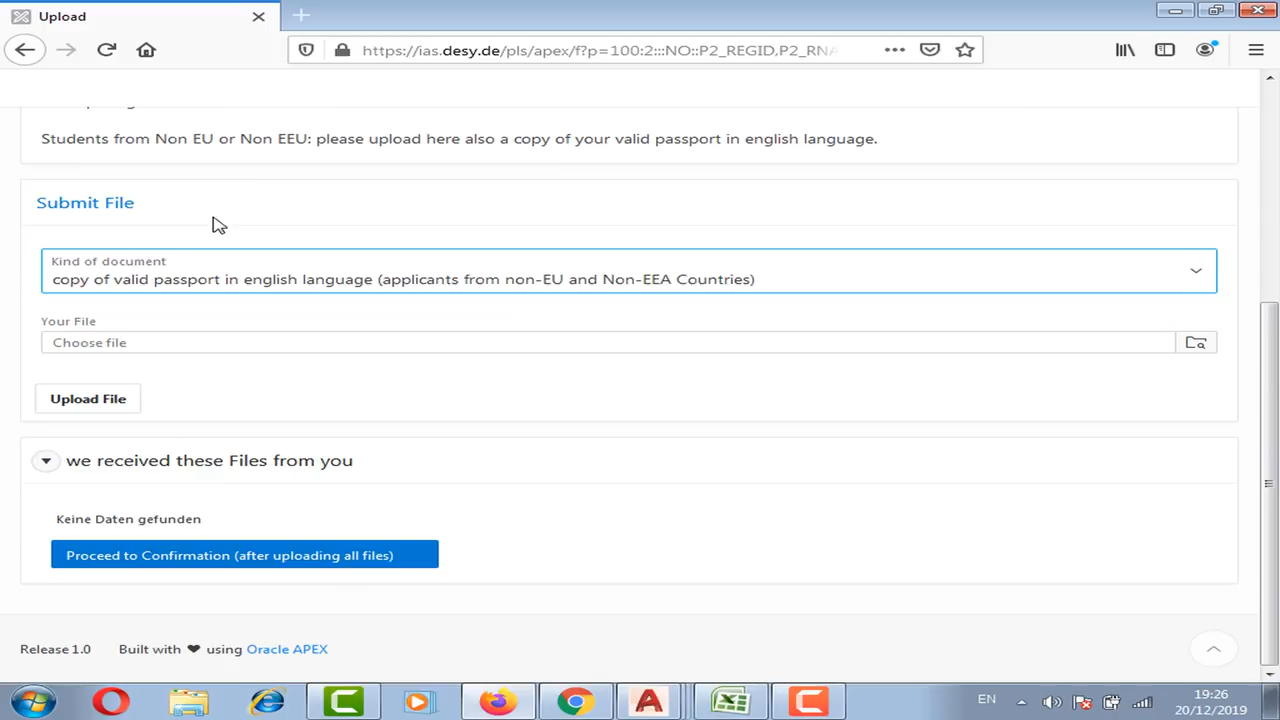 Upload
https://ias.desy.de/pls/apex/f?p=100:2:::NO::P2_REGID,P2_RNA
Students from Non EU or Non EEU: please upload here also a copy of your valid passport in english language.
Submit File
Kind of document
copy of valid passport in english language (applicants from non-EU and Non-EEA Countries)
Your File
Choose file
Upload File
we received these Files from you
Keine Daten gefunden
Proceed to Confirmation (after uploading all files)
Release 1.0 Built with ❤ using Oracle APEX
EN
19:26
20/12/2019